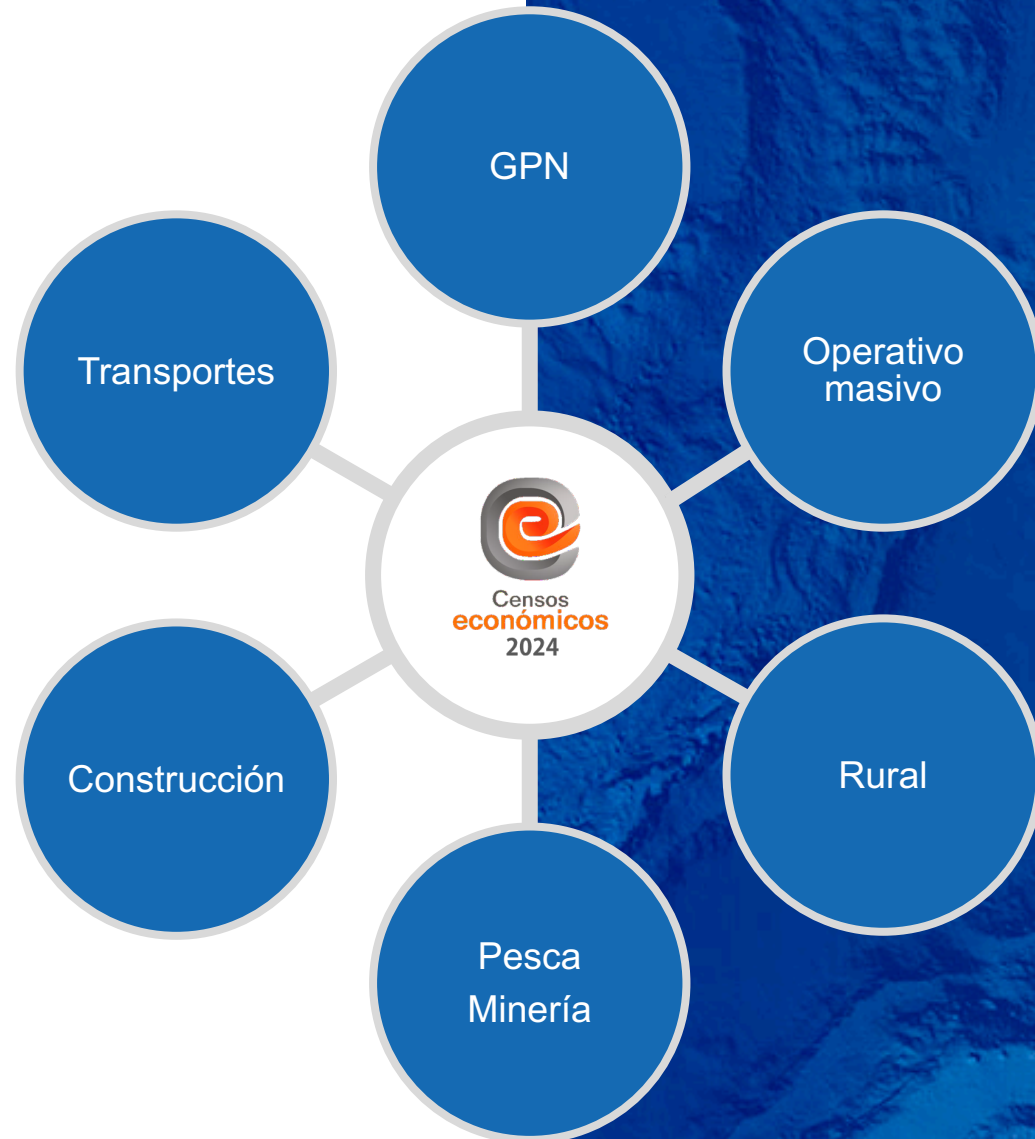 GPN
Transportes
Operativo
masivo
Censos
económicos
2024
Construcción
Rural
Pesca
Minería